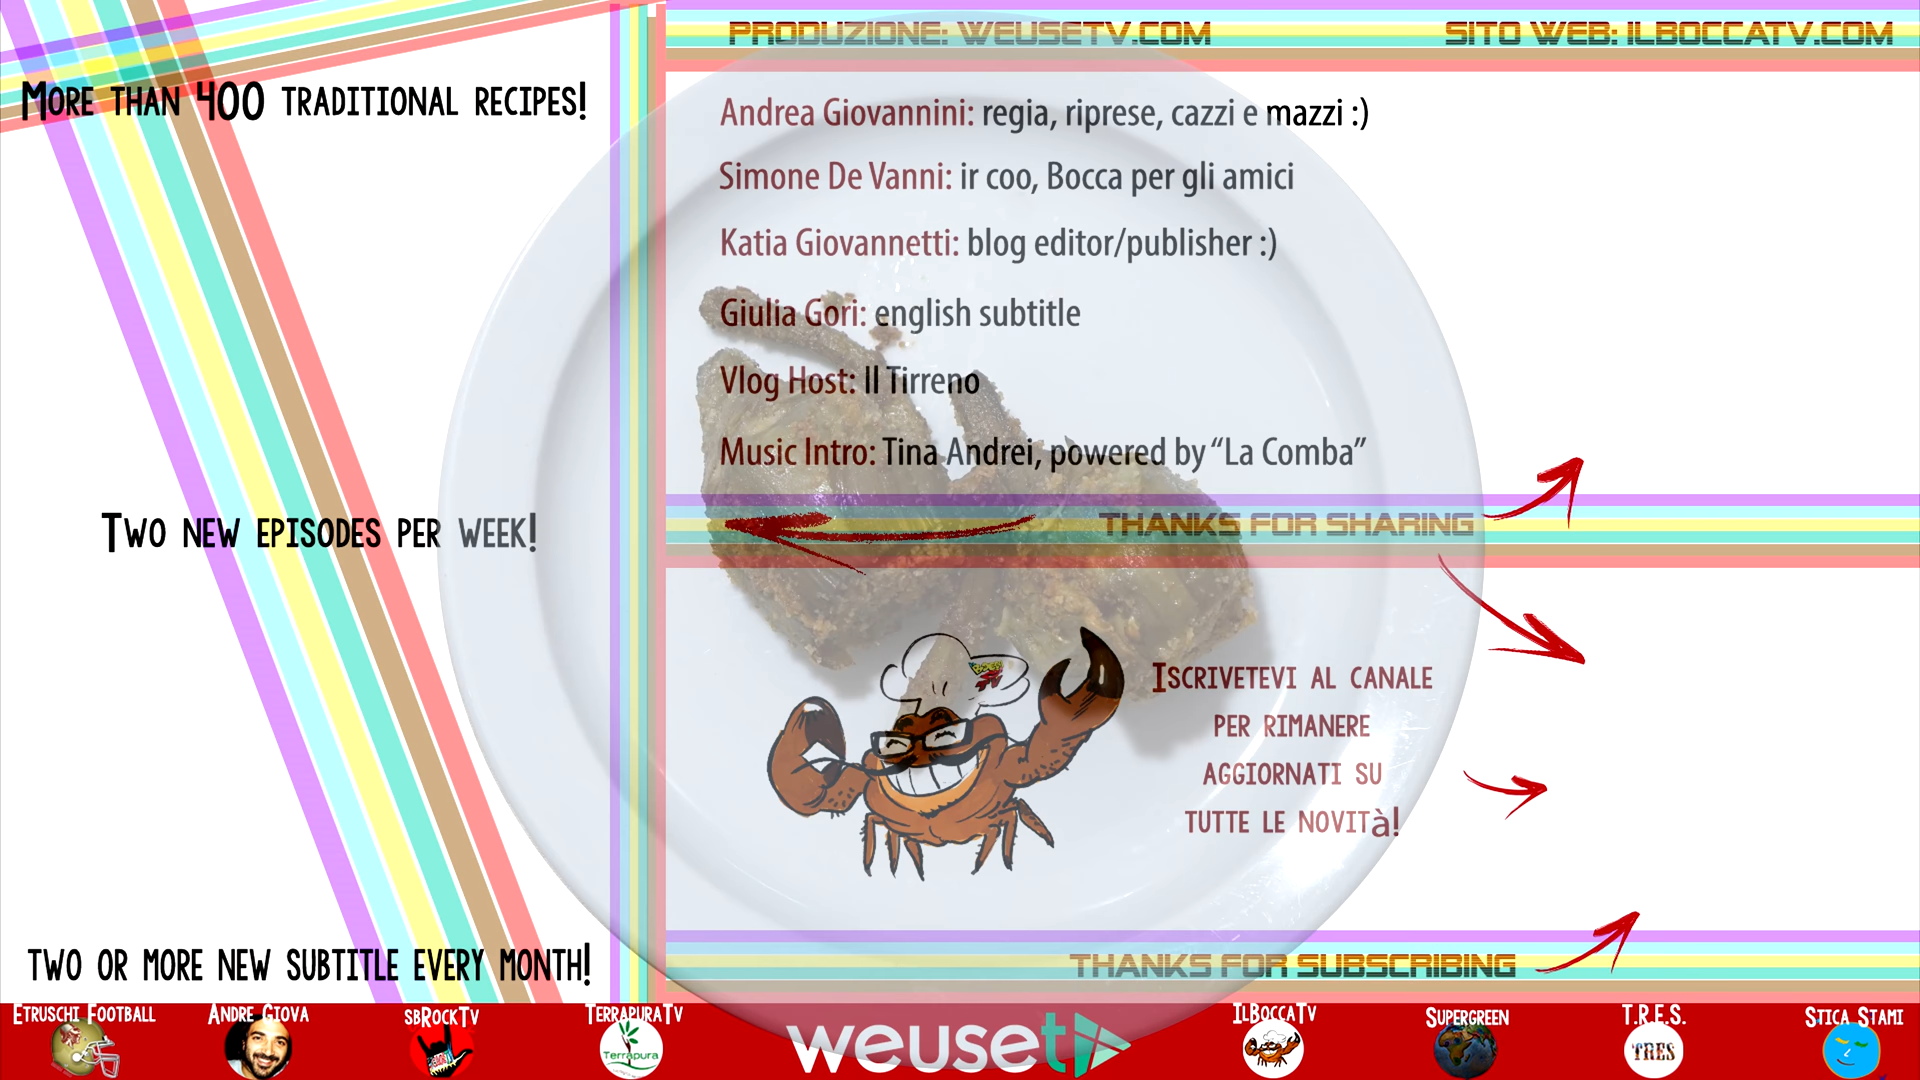 PRODUZIONE: WEUSETV.COM
SITO WEB: ILBOCCATV.COM
More than 400 traditional recipes!
Andrea Giovannini: regia, riprese, cazzi e mazzi :)
Simone De Vanni: ir coo, Bocca per gli amici
Katia Giovannetti: blog editor/publisher :)
Giulia Gori: english subtitle
Vlog Host: Il Tirreno
Music Intro: Tina Andrei, powered by “La Comba”
Two new episodes per week!
THANKS FOR SHARING
Iscrivetevi al canale
per rimanere
aggiornati su
tutte le novità!
two or more new subtitle every month!
THANKS FOR SUBSCRIBING
Etruschi Football
Andre Giova
sbRockTv
TerrapuraTv
Terrapura
weusetv
IlBoccaTv
Supergreen
T.R.E.S.
TRES
Stica Stami